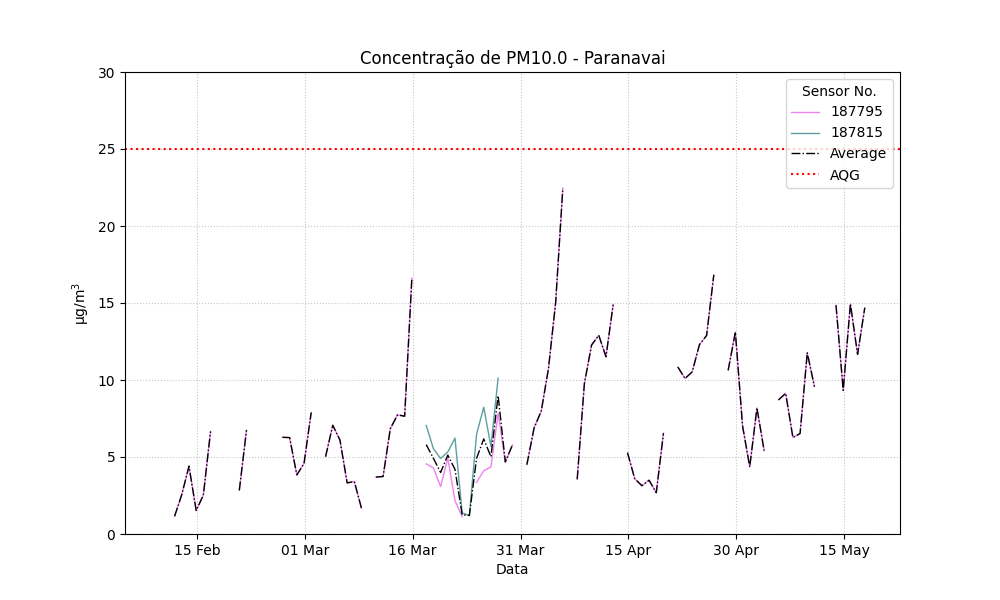 Concentração de PM10.0 - Paranavai
30
25
20
15
10
5
0
µg/m³
Sensor No.
187795
187815
Average
AQG
15 Feb
01 Mar
16 Mar
31 Mar
15 Apr
30 Apr
15 May
Data